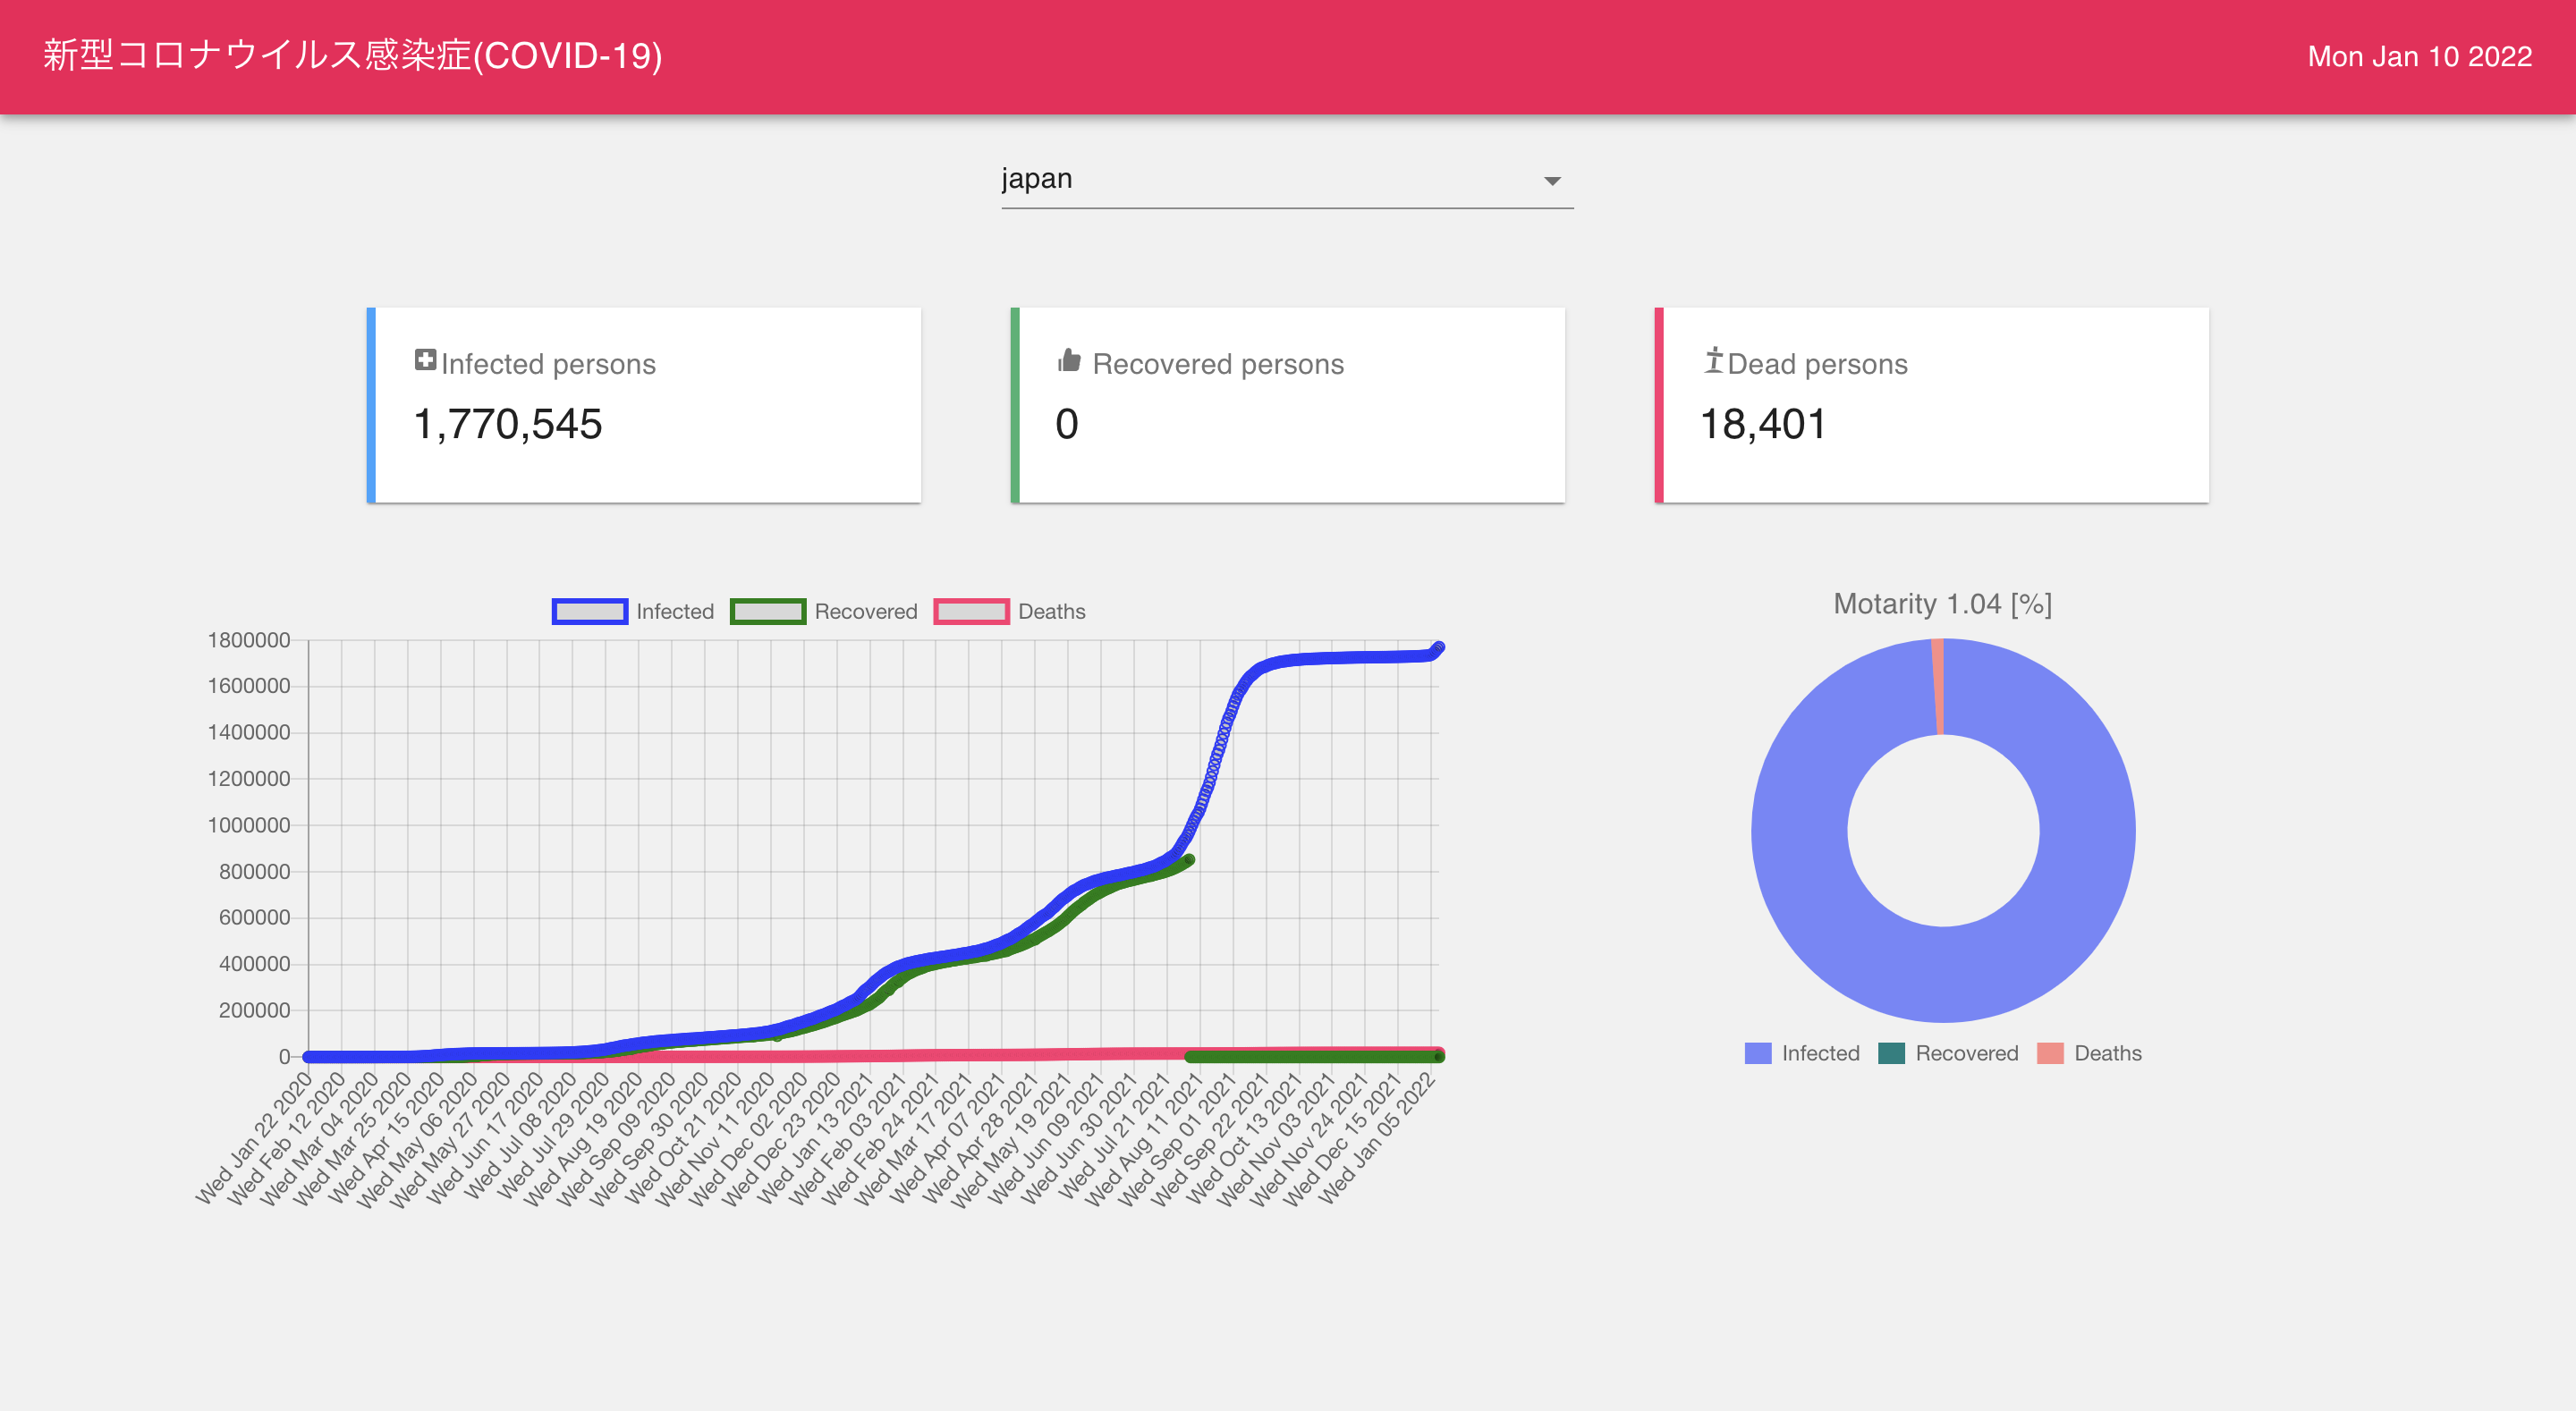 新型コロナウイルス感染症(COVID-19)
Mon Jan 10 2022
japan
Infected persons
1,770,545
Recovered persons
0
Dead persons
18,401
Infected Recovered Deaths
1800000
1600000
1400000
1200000
1000000
800000
600000
400000
200000
0
Wed Jan 22 2020
Wed Feb 12 2020
Wed Mar 04 2020
Wed Mar 25 2020
Wed Apr 15 2020
Wed May 06 2020
Wed May 27 2020
Wed Jun 17 2020
Wed Jul 08 2020
Wed Jul 29 2020
Wed Aug 19 2020
Wed Sep 09 2020
Wed Sep 30 2020
Wed Oct 21 2020
Wed Nov 11 2020
Wed Dec 02 2020
Wed Dec 23 2020
Wed Jan 13 2021
Wed Feb 03 2021
Wed Feb 24 2021
Wed Mar 17 2021
Wed Apr 07 2021
Wed Apr 28 2021
Wed May 19 2021
Wed Jun 09 2021
Wed Jun 30 2021
Wed Jul 21 2021
Wed Aug 11 2021
Wed Sep 01 2021
Wed Sep 22 2021
Wed Oct 13 2021
Wed Nov 03 2021
Wed Nov 24 2021
Wed Dec 15 2021
Wed Jan 05 2022
Motarity 1.04 [%]
Infected Recovered Deaths